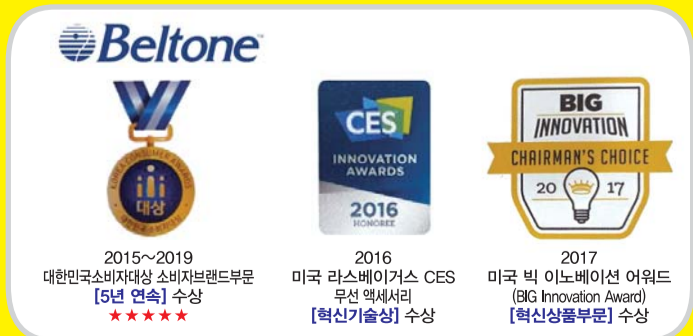 Beltone
KOREA CONSUMER AWARDS
대상
2015~2019
대한민국소비자대상 소비자브랜드부문
[5년 연속] 수상
★★★★★
CES
INNOVATION
AWARDS
2016
HONOREE
2016
미국 라스베이거스 CES
무선 액세서리
[혁신기술상] 수상
BIG
INNOVATION
CHAIRMAN'S CHOICE
20 17
2017
미국 빅 이노베이션 어워드
(BIG Innovation Award)
[혁신상품부문] 수상